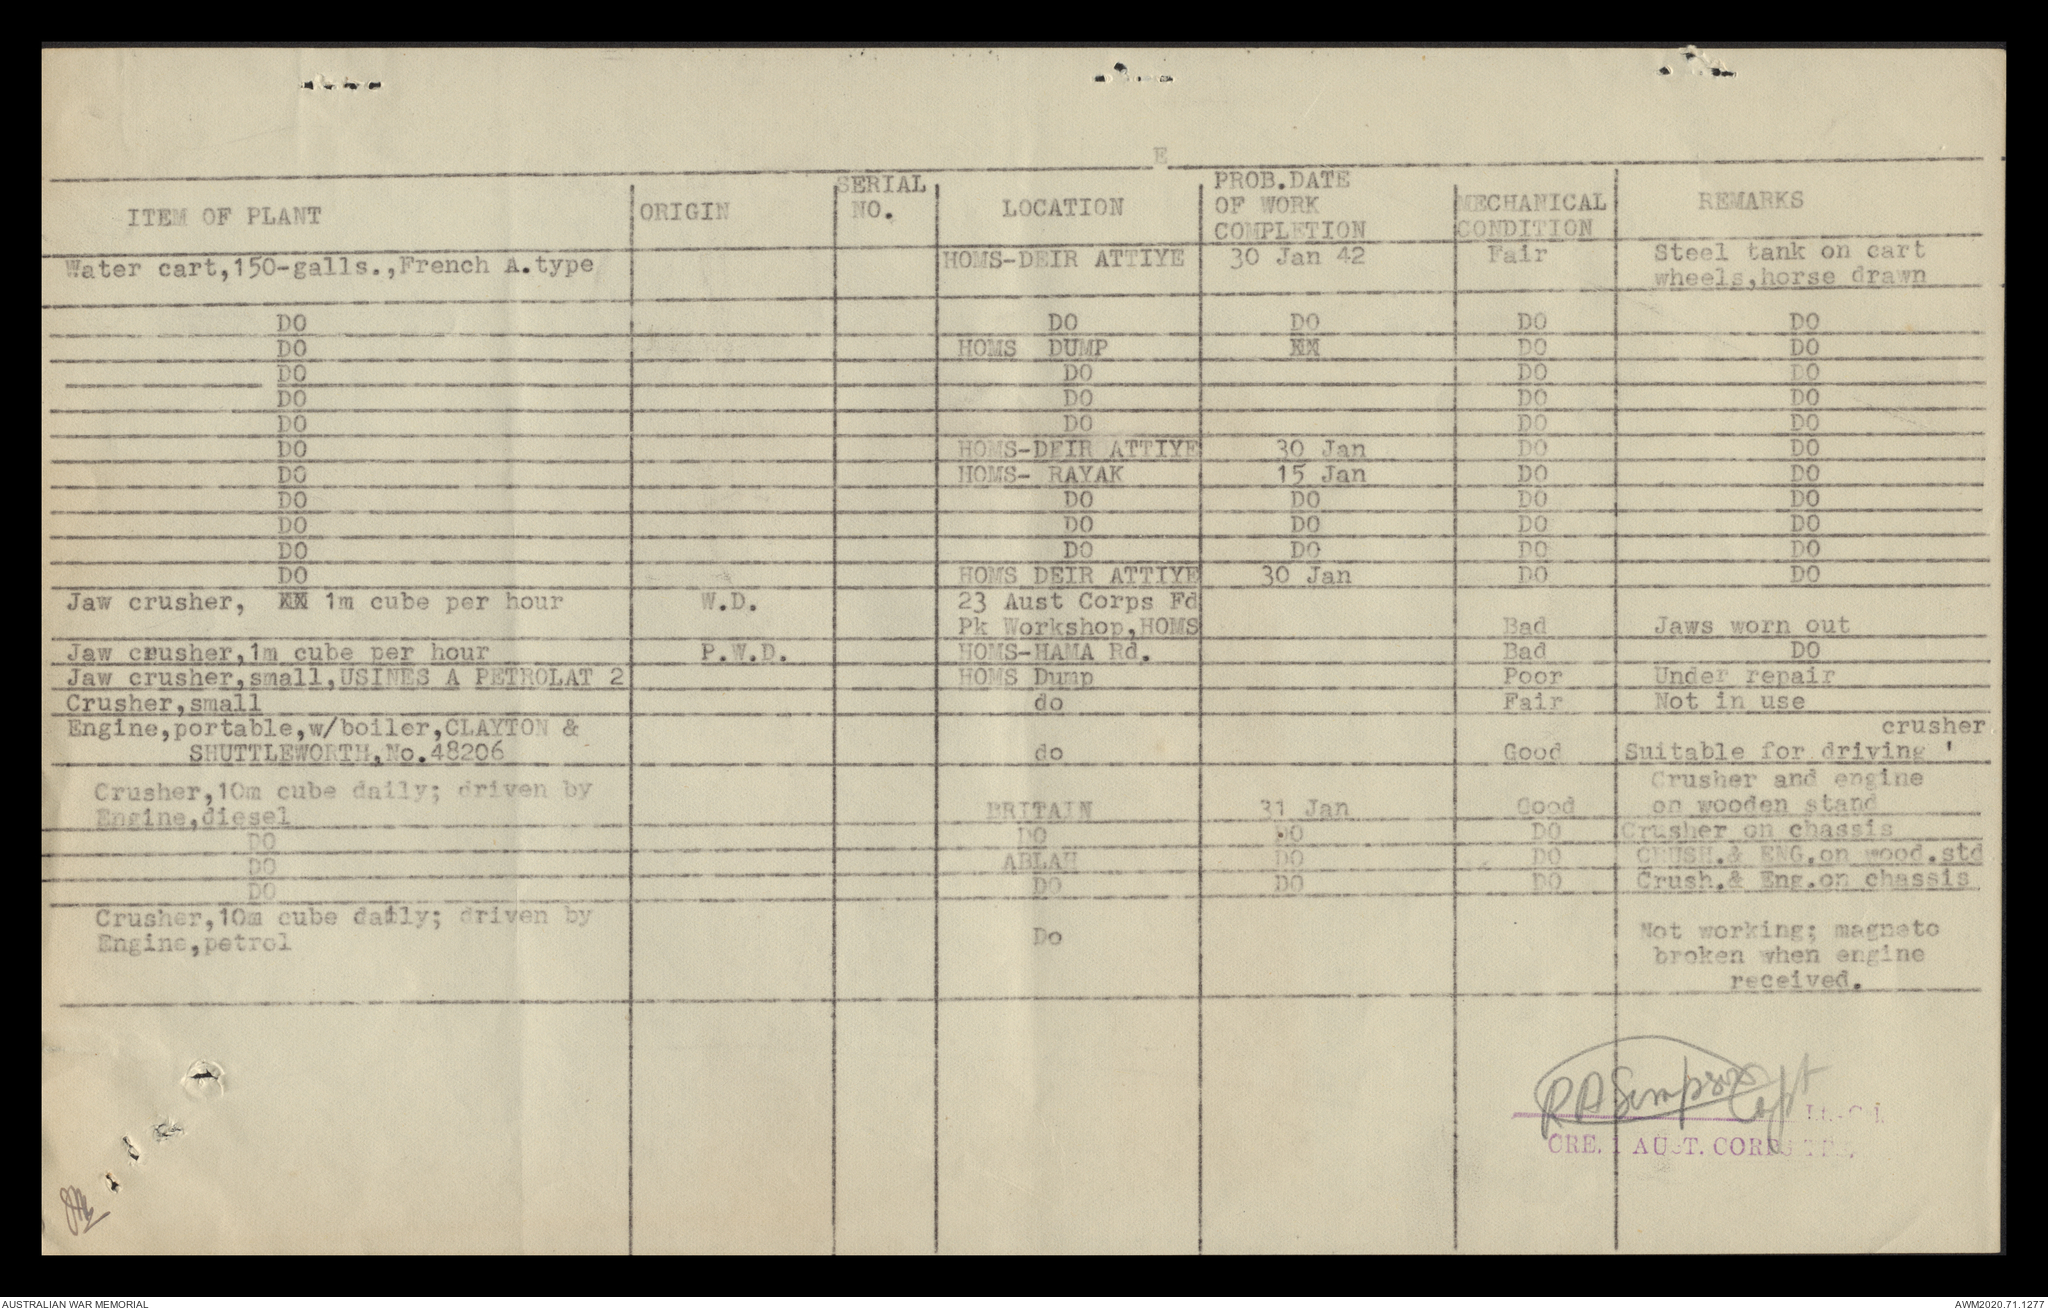 E
ITEM OF PLANT ORIGIN SERIAL NO. LOCATION PROB.DATE OF WORK COMPLETION MECHANICAL CONDITION REMARKS
Water cart,150-galls.,French A.type HOMS-DEIR ATTIYE 30 Jan 42 Fair Steel tank on cart
wheels,horse drawn
DO DO DO DO DO
DO HOMS DUMP XX DO DO
DO DO DO DO
DO DO DO DO
DO DO DO DO
DO HOMS-DEIR ATTIYE 30 Jan DO DO
DO HOMS- RAYAK 15 Jan DO DO
DO DO DO DO DO
DO DO DO DO DO
DO DO DO DO DO
DO HOMS DEIR ATTIYE 30 Jan DO DO
Jaw crusher, XX 1m cube per hour W.D. 23 Aust Corps Fd
Pk Workshop,HOMS Bad Jaws worn out
Jaw crusher,1m cube per hour P.W.D. HOMS-HAMA Rd. Bad DO
Jaw crusher,small,USINES A PETROLAT 2 HOMS Dump Poor Under repair
Crusher,small do Fair Not in use
Engine,portable,w/boiler,CLAYTON & crusher
SHUTTLEWORTH,No.48206 do Good Suitable for driving '
Crusher,10m cube daily; driven by Crusher and engine
Engine,diesel BRITAIN 31 Jan Good on wooden stand
DO DO DO DO Crusher on chassis
DO ABLAH DO DO CRUSH.& ENG.on wood.std
DO DO DO DO Crush.& Eng.on chassis
Crusher,10m cube daily; driven by
Engine,petrol Do Not working; magneto
broken when engine
received.
RASimpson Capt
Lt-Col
CRE. 1 AUST. CORPS TPS.
AUSTRALIAN WAR MEMORIAL
AWM2020.71.1277